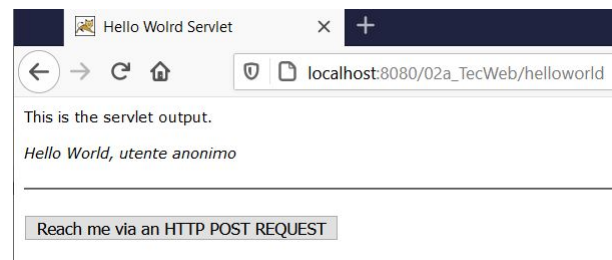 Hello Wolrd Servlet
localhost:8080/02a_TecWeb/helloworld
This is the servlet output.
Hello World, utente anonimo
Reach me via an HTTP POST REQUEST